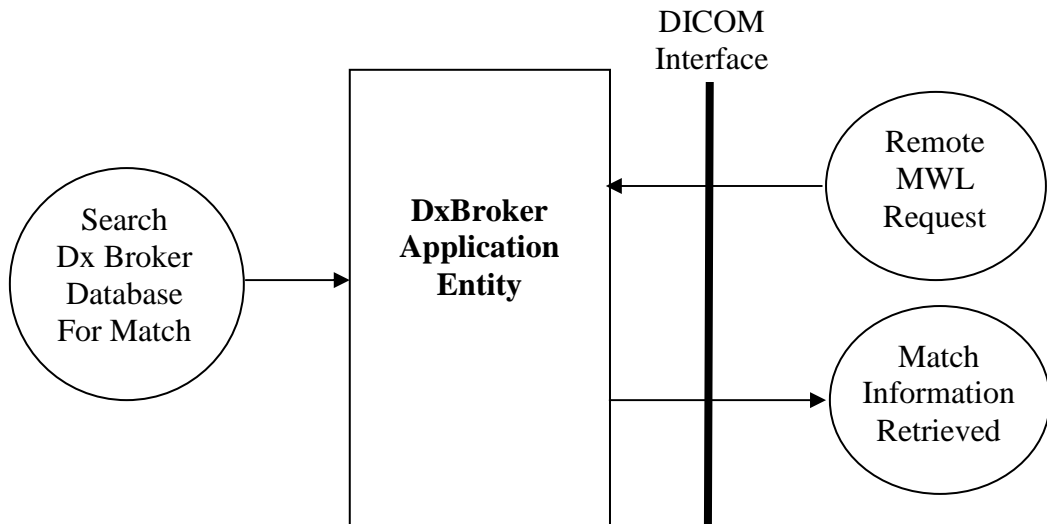 DICOM
Interface
Remote
MWL
Request
Search
Dx Broker
Database
For Match
DxBroker
Application
Entity
Match
Information
Retrieved